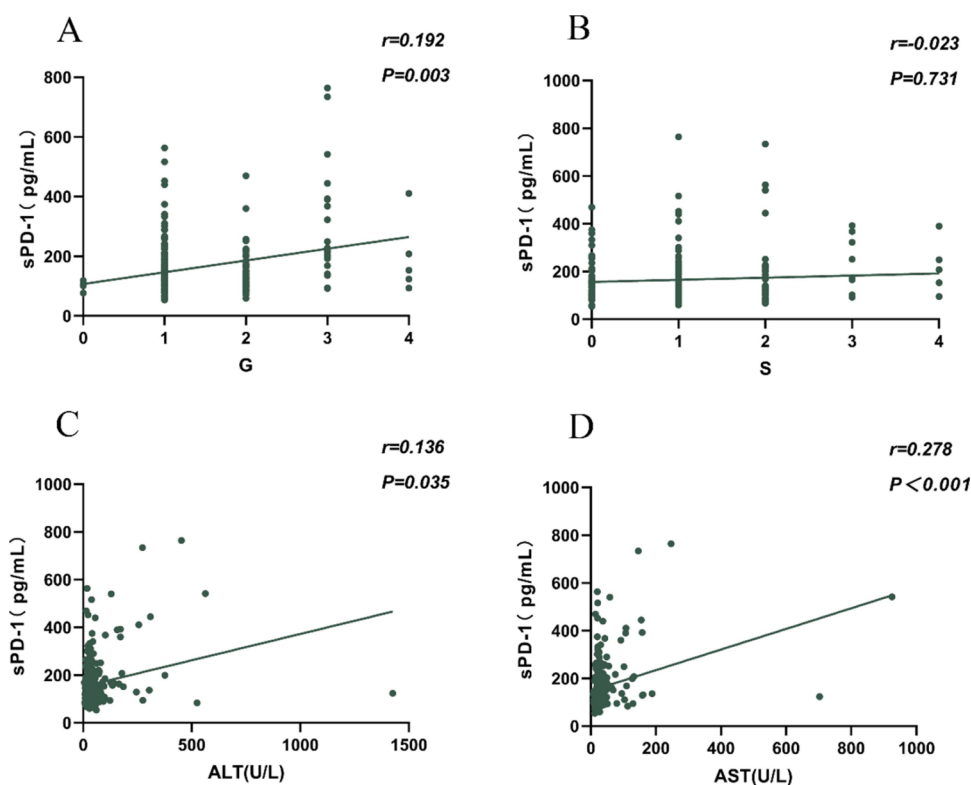 A
r=0.192
P=0.003
800
600
400
200
0
sPD-1( pg/mL)
0 1 2 3 4
G
B
r=-0.023
P=0.731
1000
800
600
400
200
0
sPD-1( pg/mL)
0 1 2 3 4
S
C
r=0.136
P=0.035
1000
800
600
400
200
0
sPD-1( pg/mL)
0 500 1000 1500
ALT(U/L)
D
r=0.278
P<0.001
1000
800
600
400
200
0
sPD-1( pg/mL)
0 200 400 600 800 1000
AST(U/L)